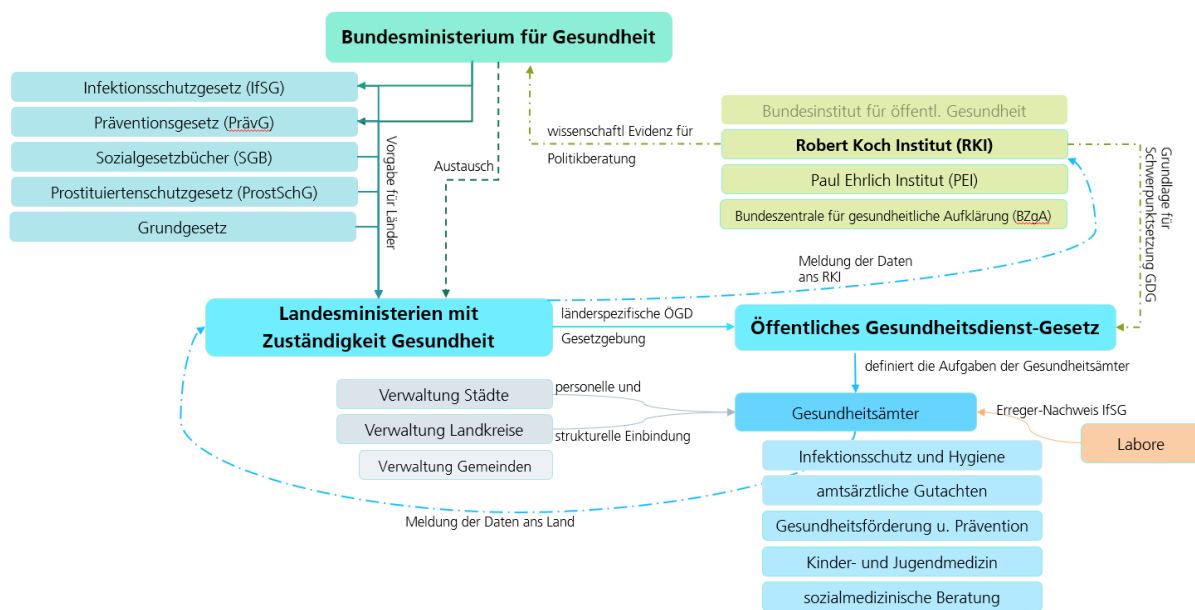 Bundesministerium für Gesundheit
Infektionsschutzgesetz (IfSG)
Präventionsgesetz (PrävG)
Sozialgesetzbücher (SGB)
Prostituiertenschutzgesetz (ProstSchG)
Grundgesetz
Vorgabe für Länder
Austausch
wissenschaftl Evidenz für
Politikberatung
Bundesinstitut für öffentl. Gesundheit
Robert Koch Institut (RKI)
Paul Ehrlich Institut (PEI)
Bundeszentrale für gesundheitliche Aufklärung (BZgA)
Grundlage für
Schwerpunktsetzung GDG
Meldung der Daten
ans RKI
Landesministerien mit
Zuständigkeit Gesundheit
länderspezifische ÖGD
Gesetzgebung
Öffentliches Gesundheitsdienst-Gesetz
definiert die Aufgaben der Gesundheitsämter
Verwaltung Städte
Verwaltung Landkreise
Verwaltung Gemeinden
personelle und
strukturelle Einbindung
Gesundheitsämter
Erreger-Nachweis IfSG
Labore
Infektionsschutz und Hygiene
amtsärztliche Gutachten
Gesundheitsförderung u. Prävention
Kinder- und Jugendmedizin
sozialmedizinische Beratung
Meldung der Daten ans Land